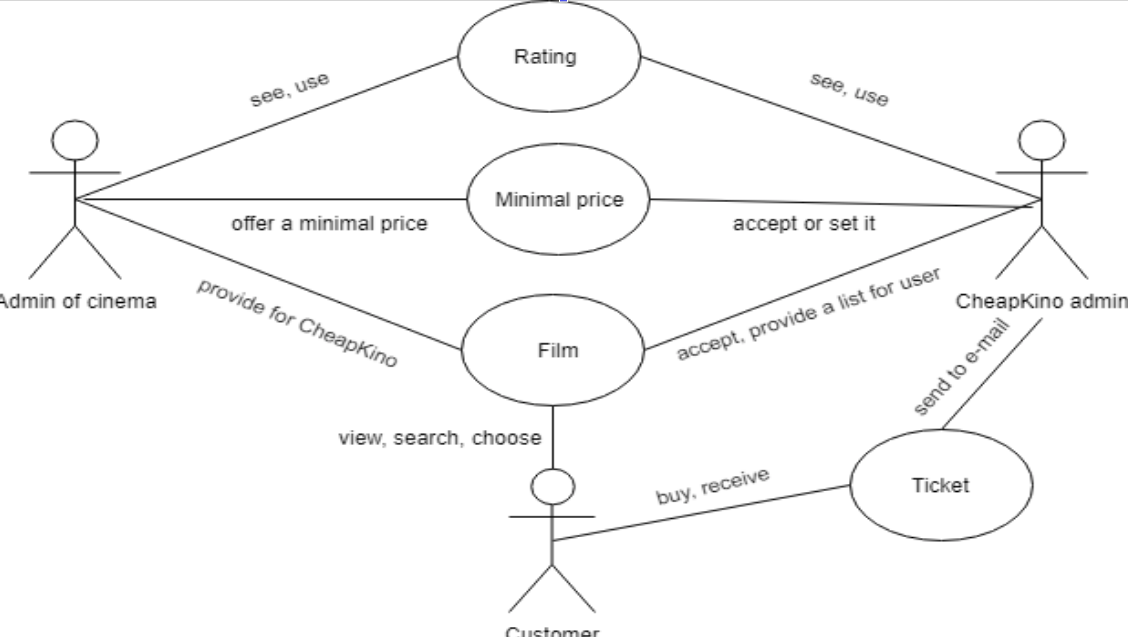 Rating
see, use
see, use
Minimal price
offer a minimal price
accept or set it
Admin of cinema
CheapKino admin
provide for CheapKino
accept, provide a list for user
Film
send to e-mail
view, search, choose
buy, receive
Ticket
Customer